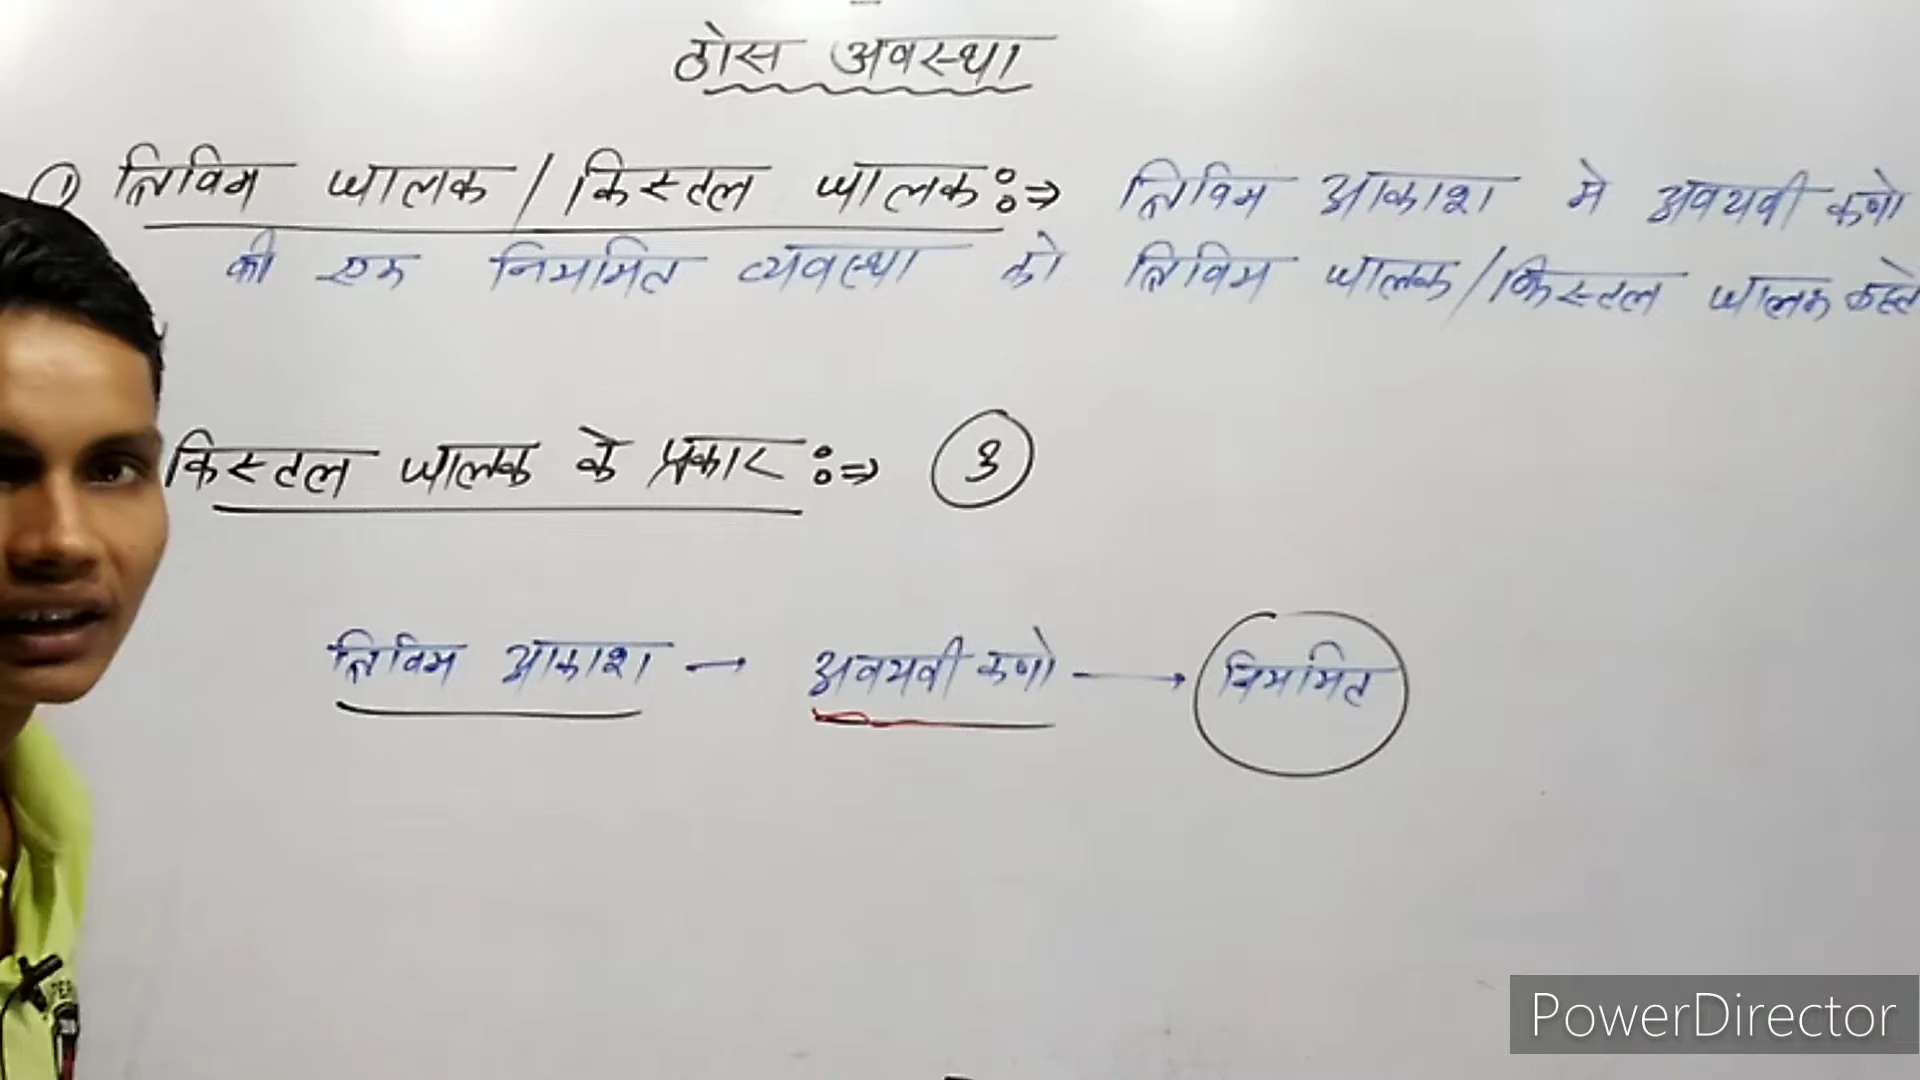 ठोस अवस्था
① त्रिविम जालक / क्रिस्टल जालक :⇒ त्रिविम आकाश मे अवयवी कणो
की एक नियमित व्यवस्था को त्रिविम जालक / क्रिस्टल जालक कहते
क्रिस्टल जालक के प्रकार :⇒ ③
त्रिविम आकाश → अवयवी कणो → नियमित
PowerDirector